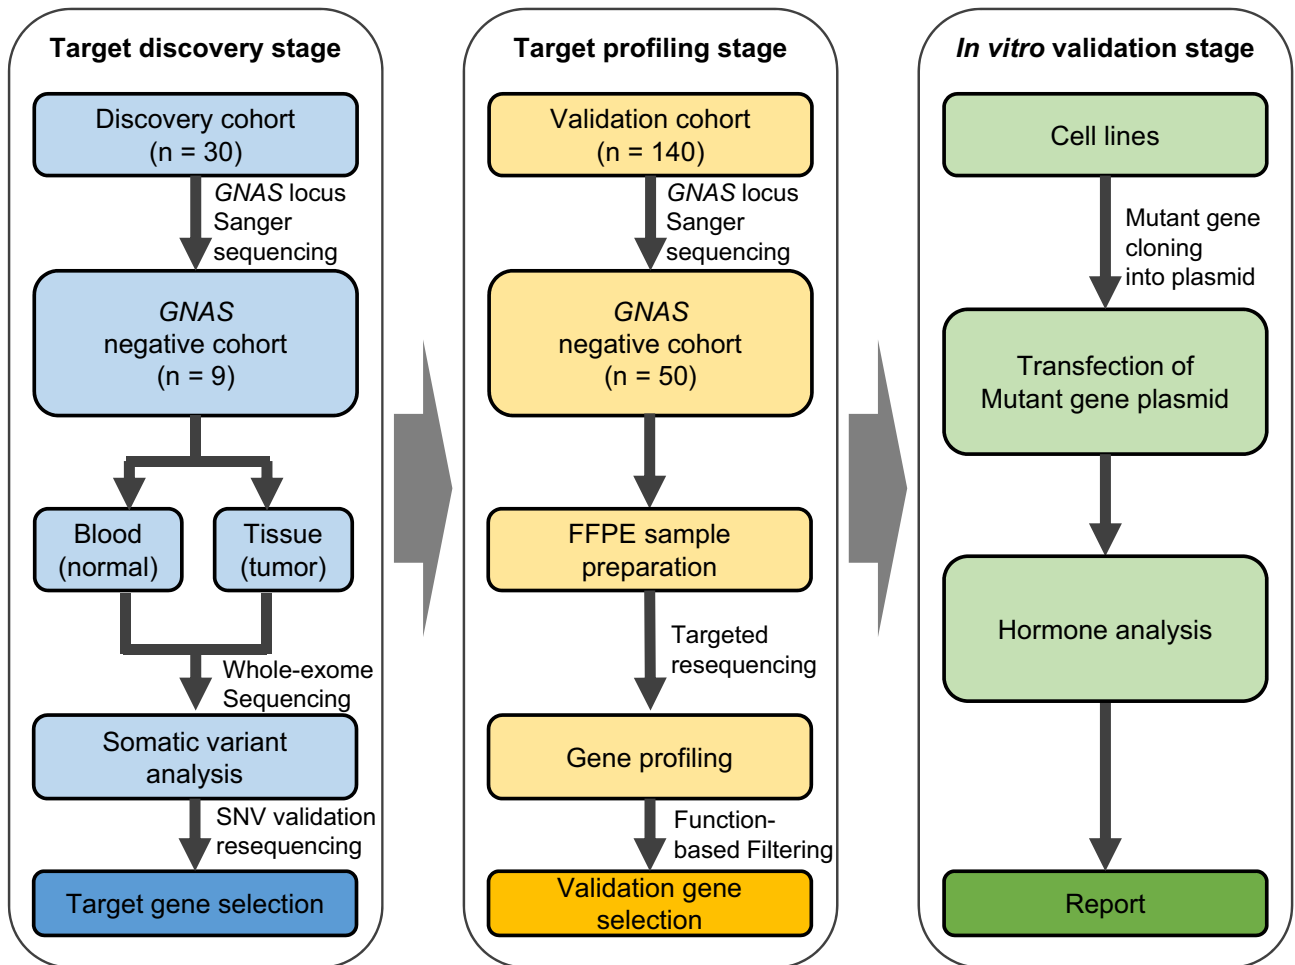 Target discovery stage
Discovery cohort
(n = 30)
GNAS locus
Sanger
sequencing
GNAS
negative cohort
(n = 9)
Blood
(normal)
Tissue
(tumor)
Whole-exome
Sequencing
Somatic variant
analysis
SNV validation
resequencing
Target gene selection
Target profiling stage
Validation cohort
(n = 140)
GNAS locus
Sanger
sequencing
GNAS
negative cohort
(n = 50)
FFPE sample
preparation
Targeted
resequencing
Gene profiling
Function-
based Filtering
Validation gene
selection
In vitro validation stage
Cell lines
Mutant gene
cloning
into plasmid
Transfection of
Mutant gene plasmid
Hormone analysis
Report